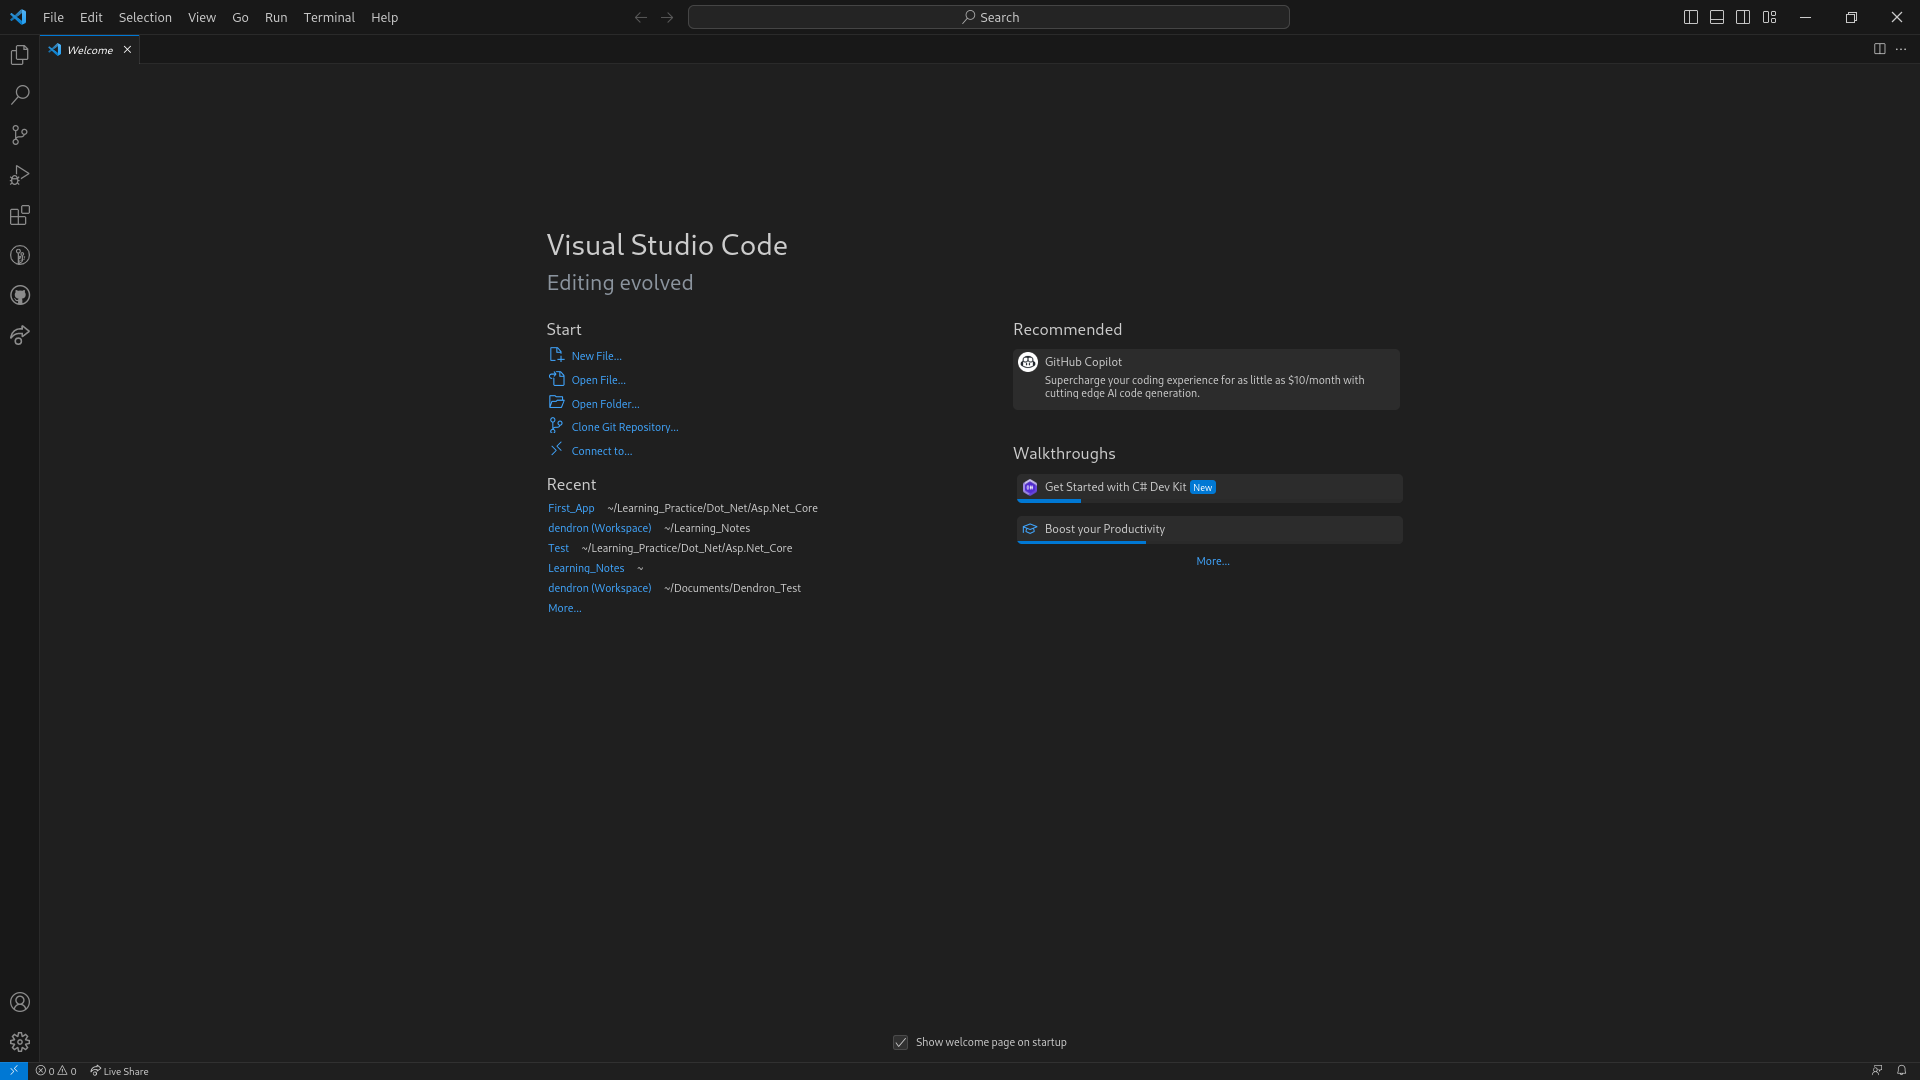 File Edit Selection View Go Run Terminal Help
Search
Welcome
Visual Studio Code
Editing evolved
Start
New File...
Open File...
Open Folder...
Clone Git Repository...
Connect to...
Recent
First_App ~/Learning_Practice/Dot_Net/Asp.Net_Core
dendron (Workspace) ~/Learning_Notes
Test ~/Learning_Practice/Dot_Net/Asp.Net_Core
Learning_Notes ~
dendron (Workspace) ~/Documents/Dendron_Test
More...
Recommended
GitHub Copilot
Supercharge your coding experience for as little as $10/month with
cutting edge AI code generation.
Walkthroughs
Get Started with C# Dev Kit New
Boost your Productivity
More...
Show welcome page on startup
0 0 Live Share